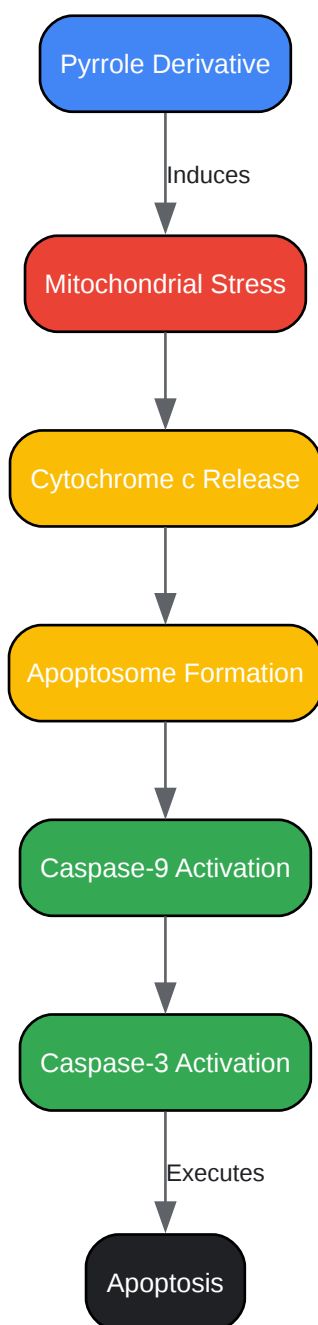 Pyrrole Derivative
Induces
Mitochondrial Stress
Cytochrome c Release
Apoptosome Formation
Caspase-9 Activation
Caspase-3 Activation
Executes
Apoptosis